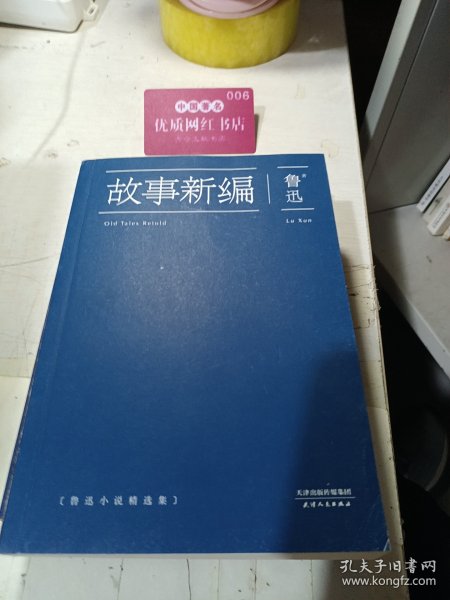 006
中国著名
优质网红书店
故事新编
鲁迅 著
Old Tales Retold
Lu Xun
[鲁迅小说精选集]
天津出版传媒集团
天津人民出版社
孔夫子旧书网
www.kongfz.com